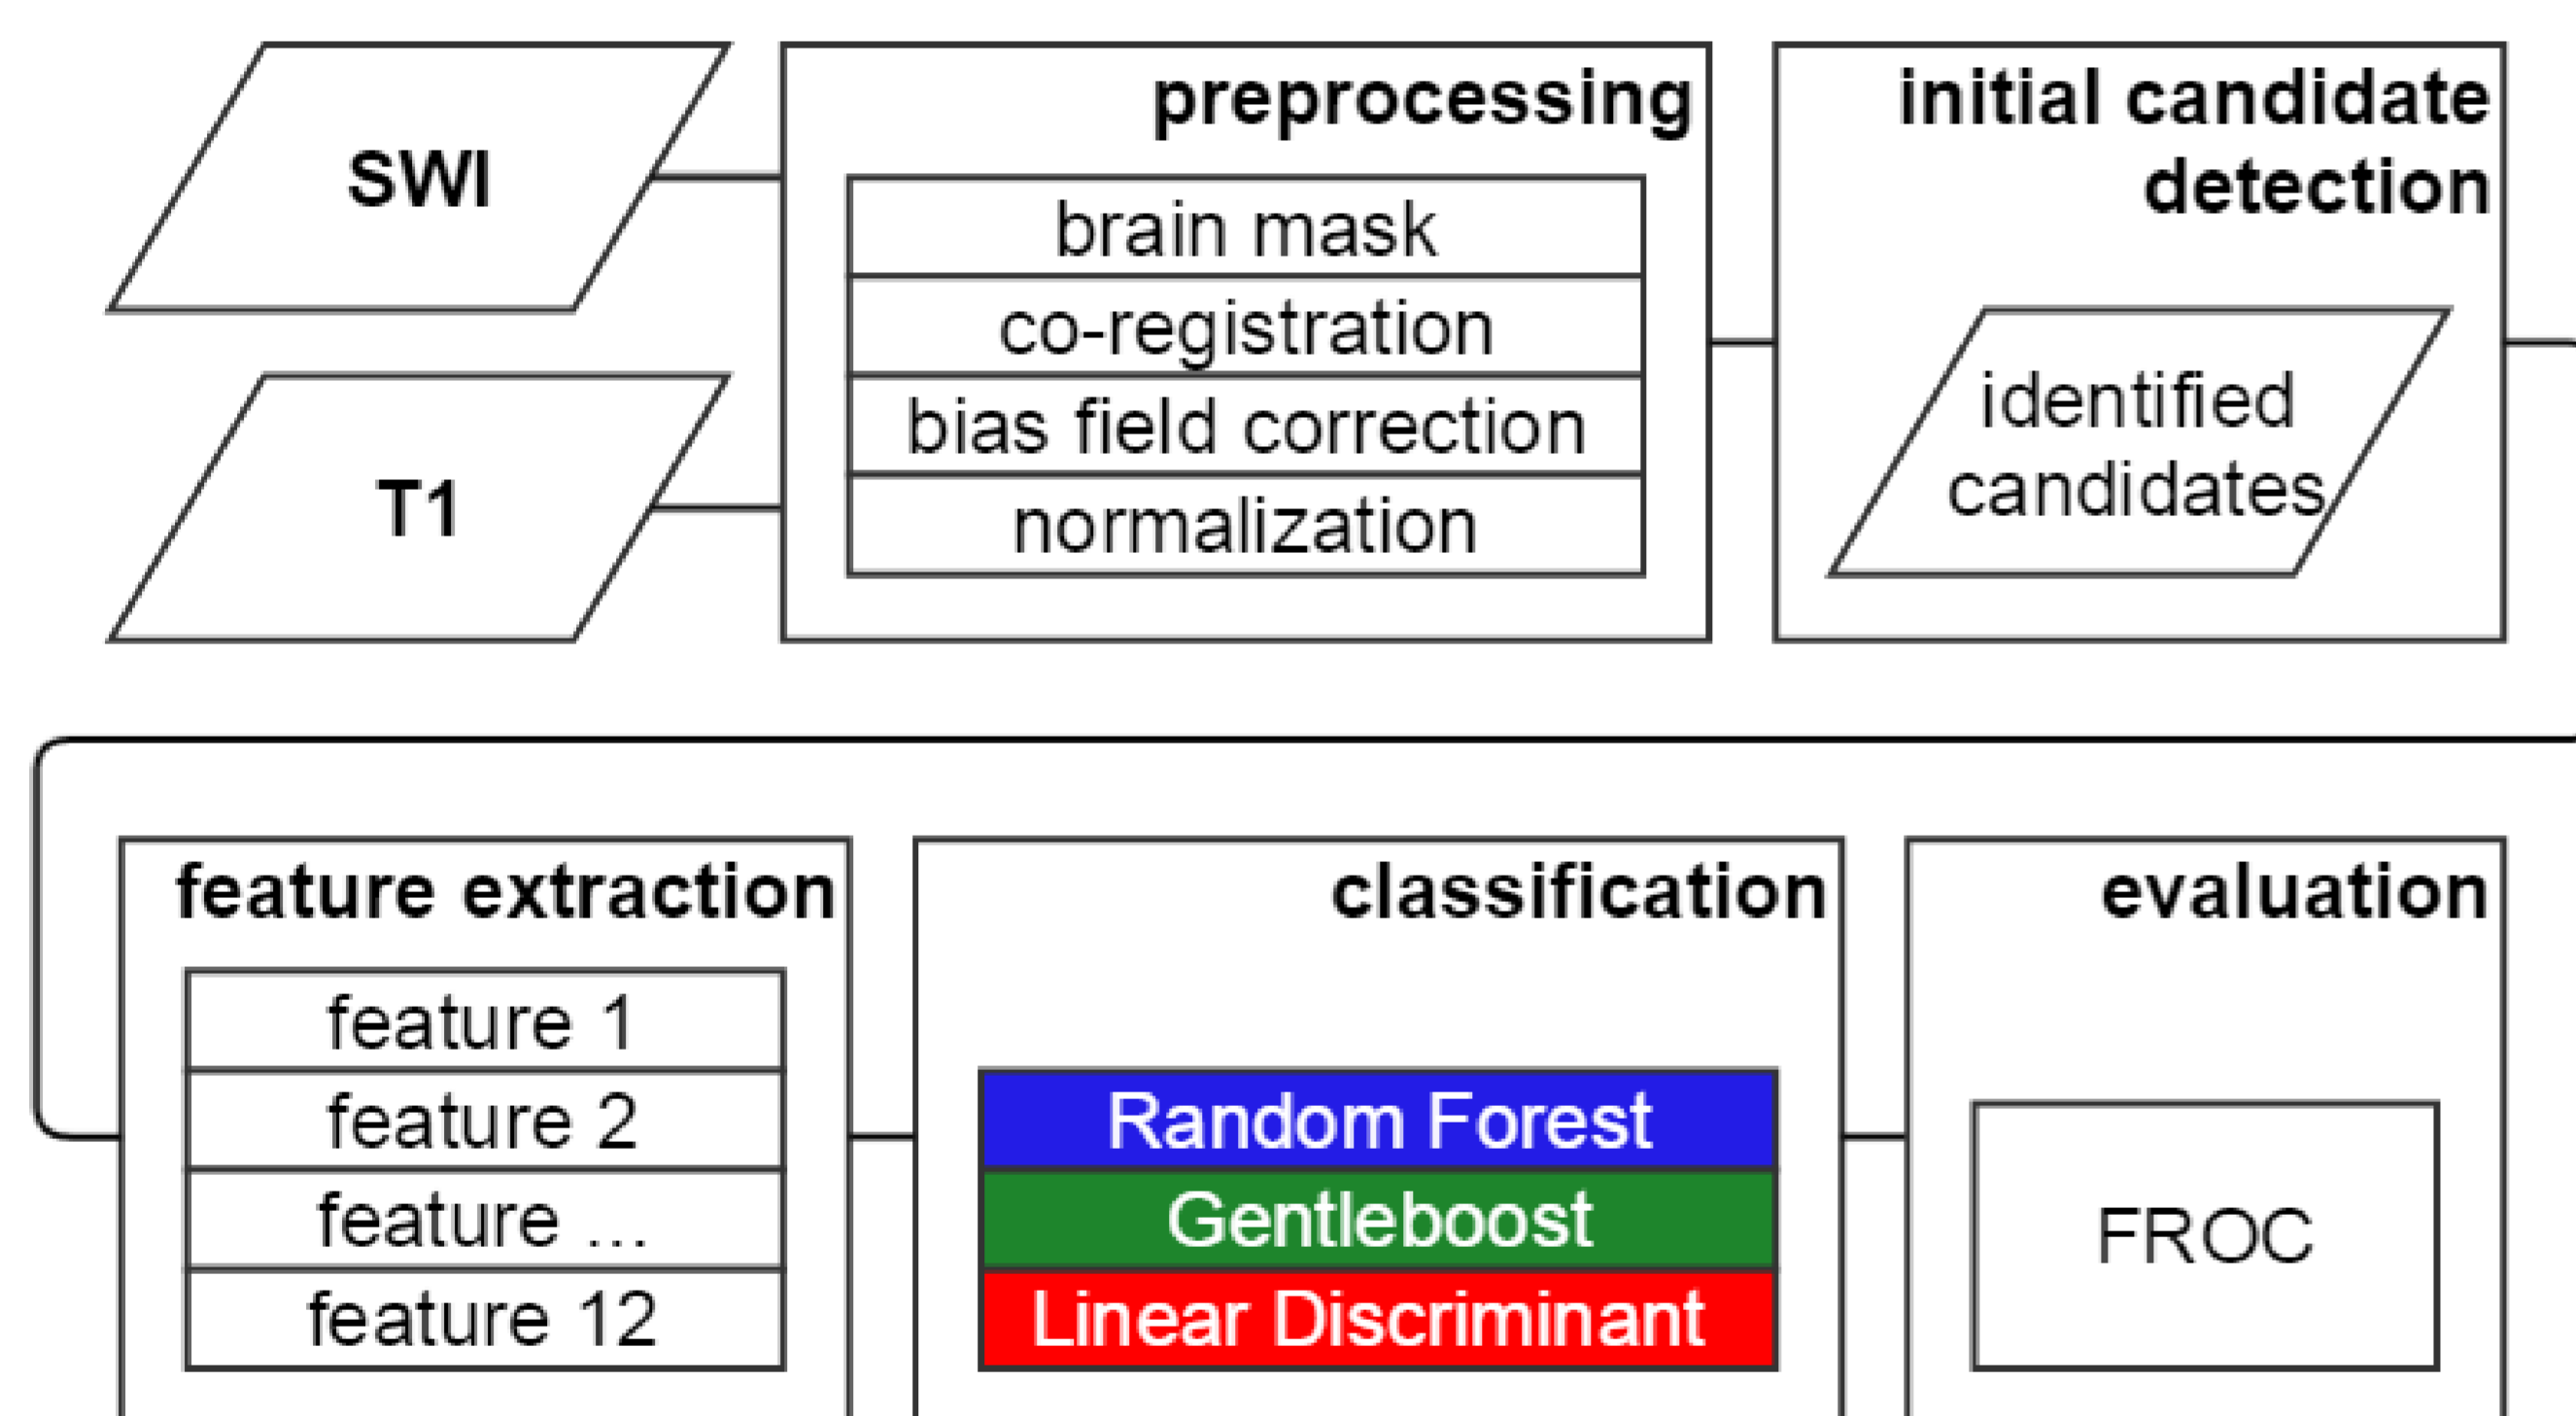 SWI
T1
preprocessing
brain mask
co-registration
bias field correction
normalization
initial candidate
detection
identified
candidates
feature extraction
feature 1
feature 2
feature ...
feature 12
classification
Random Forest
Gentleboost
Linear Discriminant
evaluation
FROC